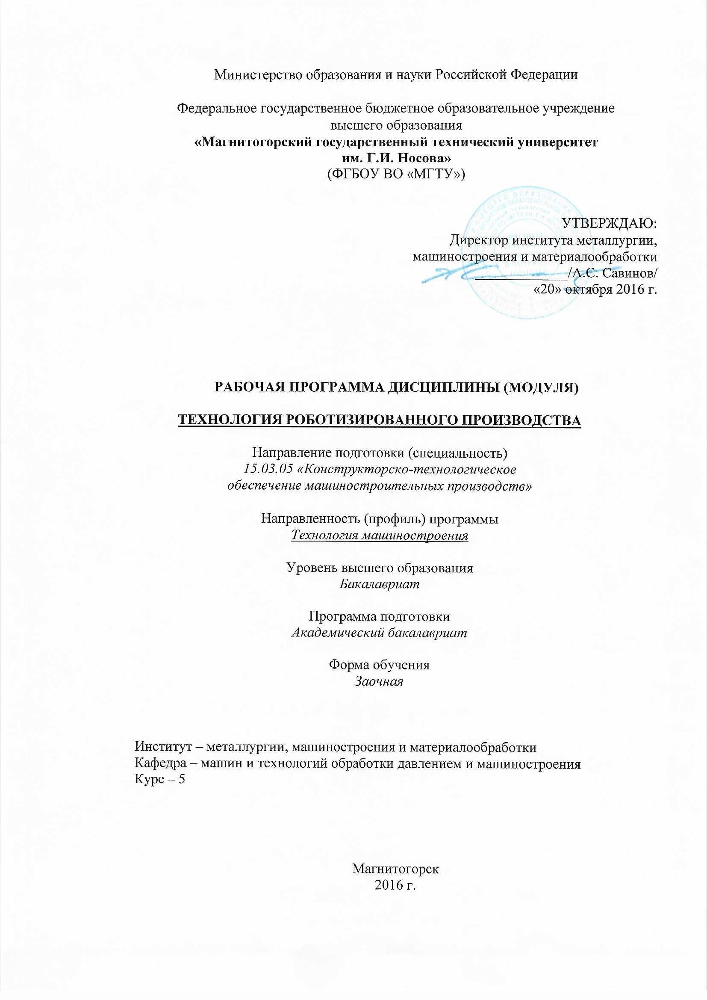 Министерство образования и науки Российской Федерации
Федеральное государственное бюджетное образовательное учреждение
высшего образования
«Магнитогорский государственный технический университет
им. Г.И. Носова»
(ФГБОУ ВО «МГТУ»)
УТВЕРЖДАЮ:
Директор института металлургии,
машиностроения и материалообработки
/А.С. Савинов/
«20» октября 2016 г.
РАБОЧАЯ ПРОГРАММА ДИСЦИПЛИНЫ (МОДУЛЯ)
ТЕХНОЛОГИЯ РОБОТИЗИРОВАННОГО ПРОИЗВОДСТВА
Направление подготовки (специальность)
15.03.05 «Конструкторско-технологическое
обеспечение машиностроительных производств»
Направленность (профиль) программы
Технология машиностроения
Уровень высшего образования
Бакалавриат
Программа подготовки
Академический бакалавриат
Форма обучения
Заочная
Институт – металлургии, машиностроения и материалообработки
Кафедра – машин и технологий обработки давлением и машиностроения
Курс – 5
Магнитогорск
2016 г.